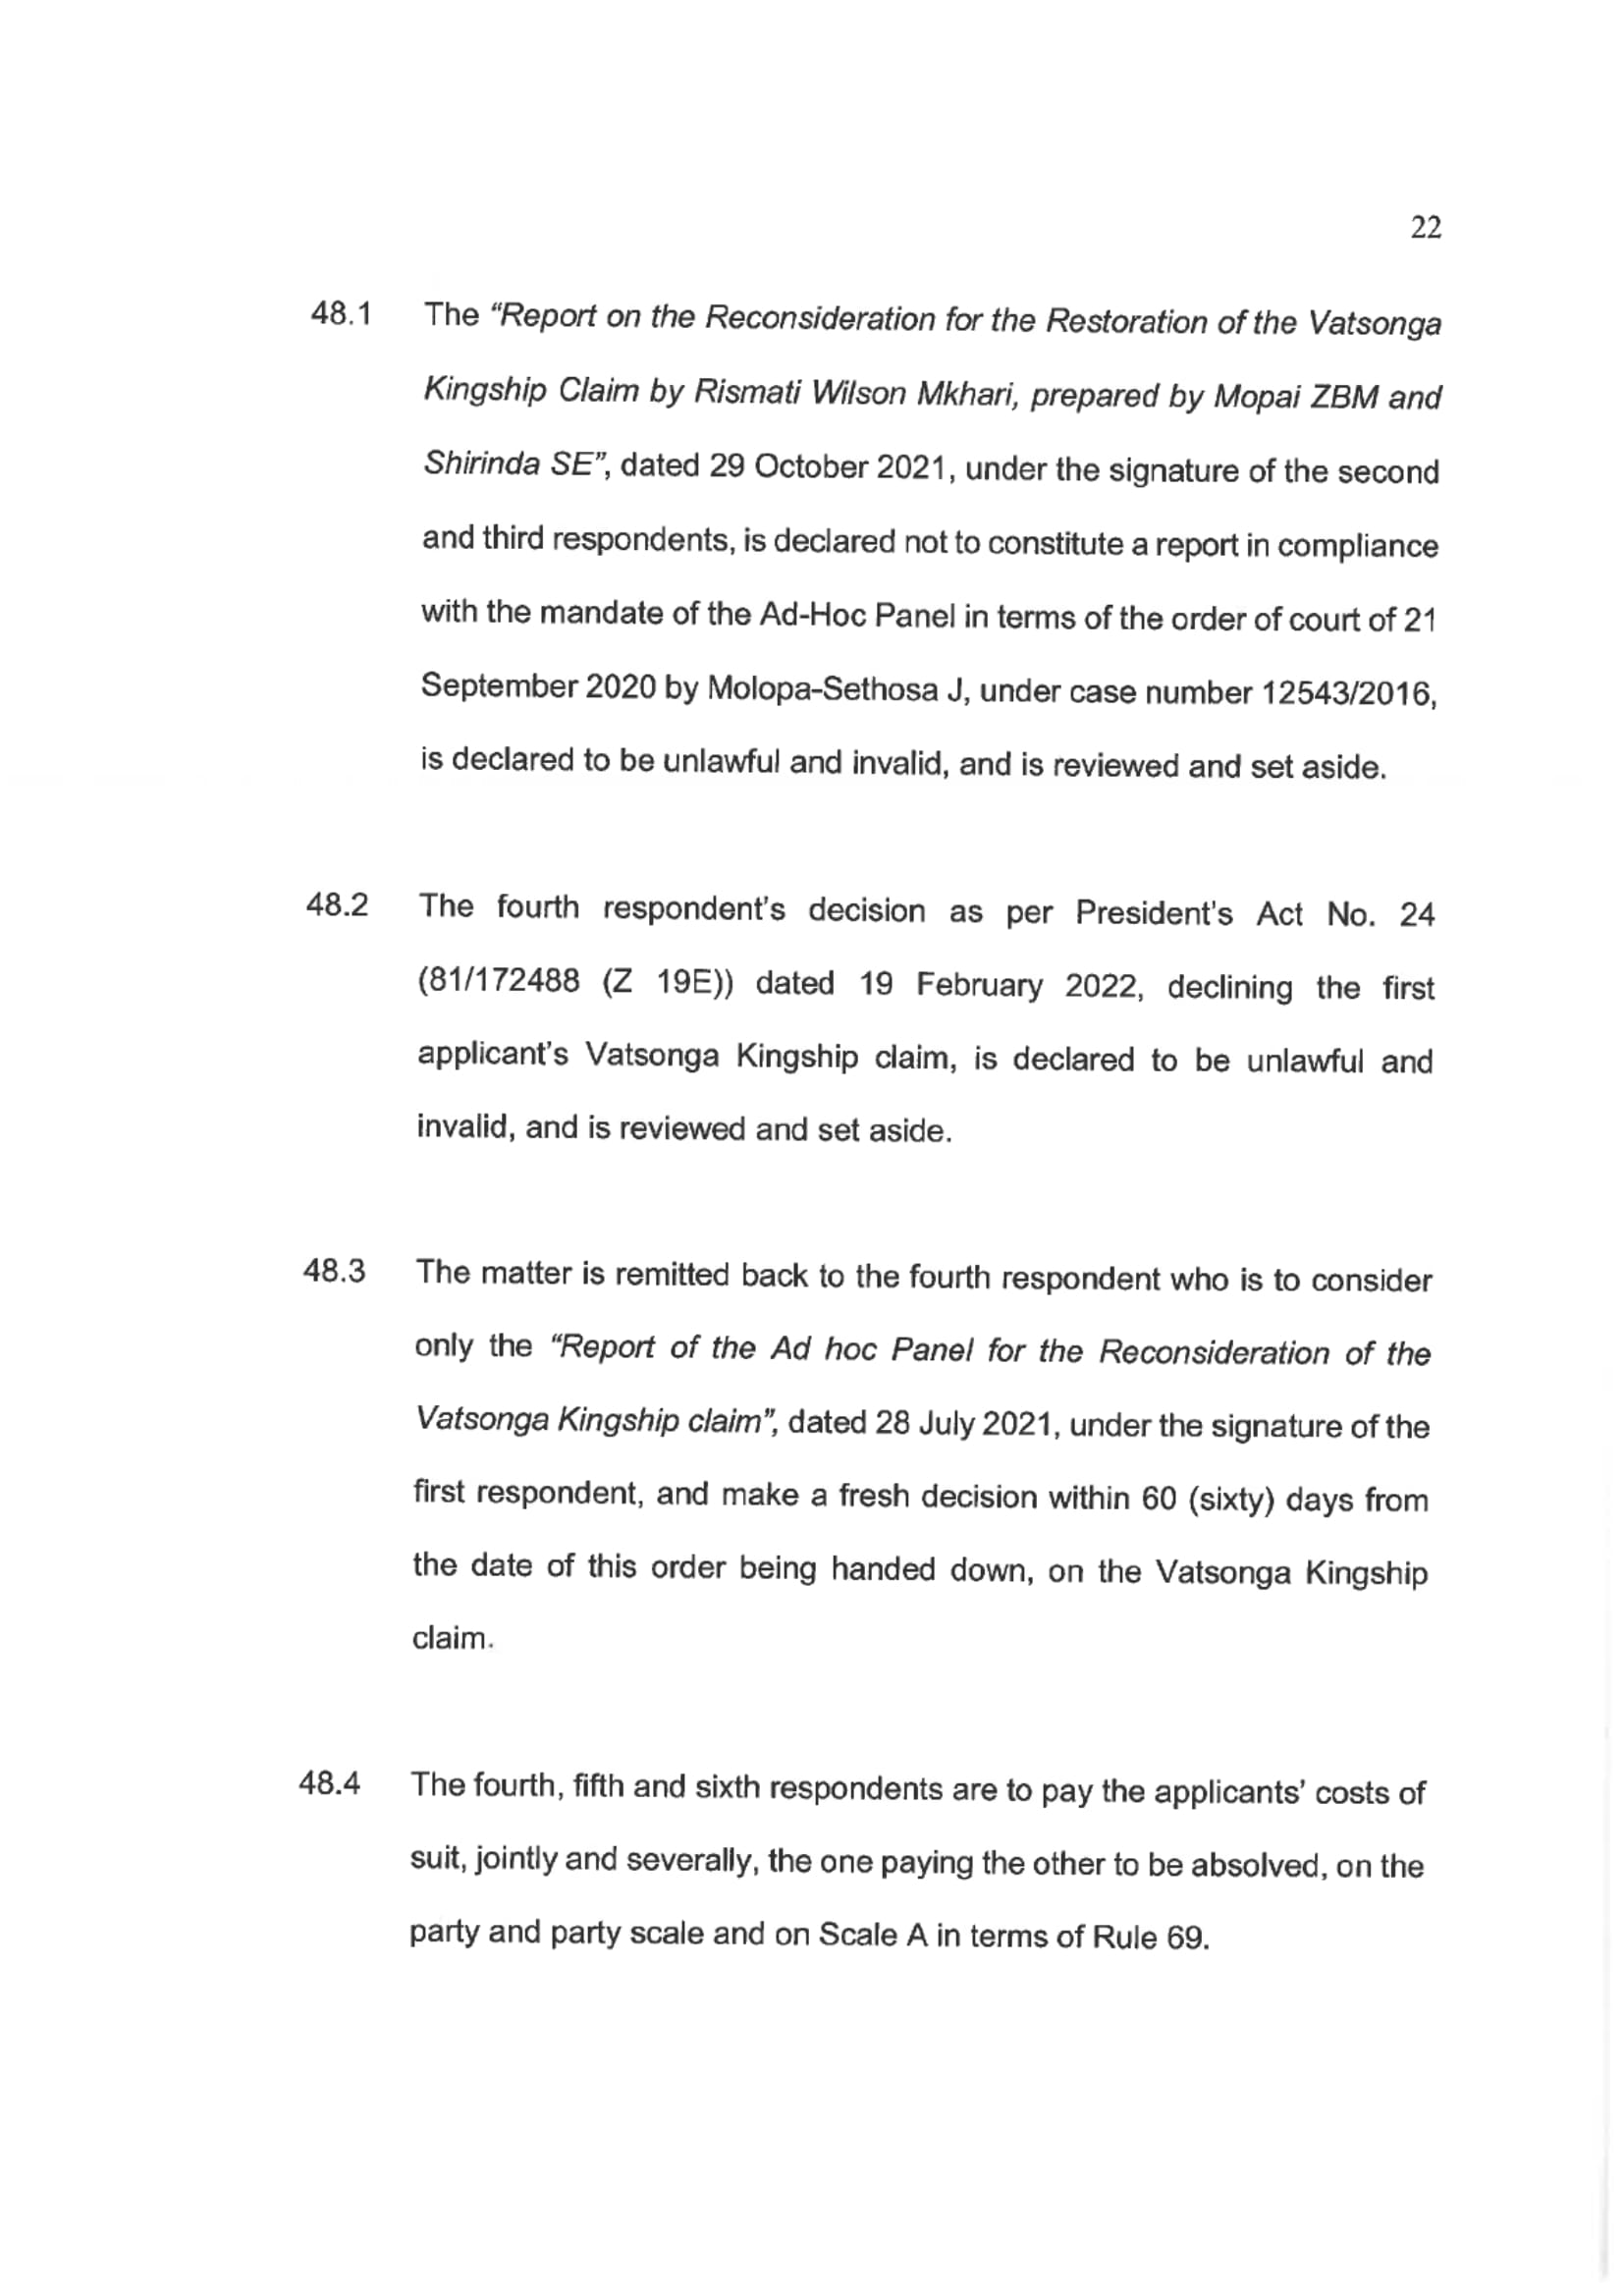 22
48.1 The “Report on the Reconsideration for the Restoration of the Vatsonga
Kingship Claim by Rismati Wilson Mkhari, prepared by Mopai ZBM and
Shirinda SE”, dated 29 October 2021, under the signature of the second
and third respondents, is declared not to constitute a report in compliance
with the mandate of the Ad-Hoc Panel in terms of the order of court of 21
September 2020 by Molopa-Sethosa J, under case number 12543/2016,
is declared to be unlawful and invalid, and is reviewed and set aside.
48.2 The fourth respondent’s decision as per President’s Act No. 24
(81/172488 (Z 19E)) dated 19 February 2022, declining the first
applicant’s Vatsonga Kingship claim, is declared to be unlawful and
invalid, and is reviewed and set aside.
48.3 The matter is remitted back to the fourth respondent who is to consider
only the “Report of the Ad hoc Panel for the Reconsideration of the
Vatsonga Kingship claim”, dated 28 July 2021, under the signature of the
first respondent, and make a fresh decision within 60 (sixty) days from
the date of this order being handed down, on the Vatsonga Kingship
claim.
48.4 The fourth, fifth and sixth respondents are to pay the applicants’ costs of
suit, jointly and severally, the one paying the other to be absolved, on the
party and party scale and on Scale A in terms of Rule 69.